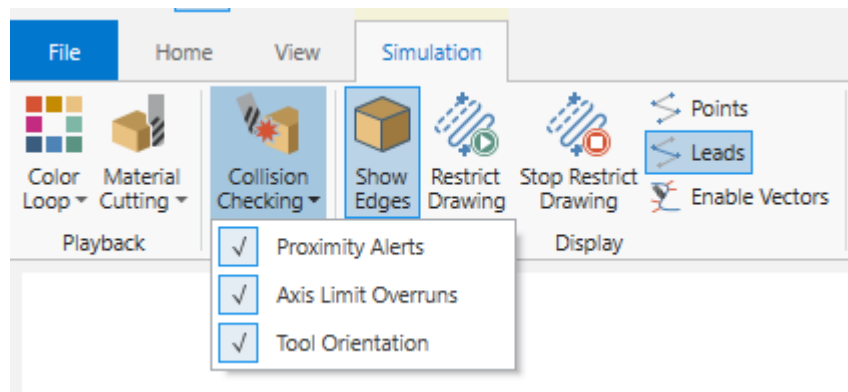 File
Home
View
Simulation
Color
Loop
Material
Cutting
Collision
Checking
Show
Edges
Restrict
Drawing
Stop Restrict
Drawing
Points
Leads
Enable Vectors
Playback
Display
Proximity Alerts
Axis Limit Overruns
Tool Orientation